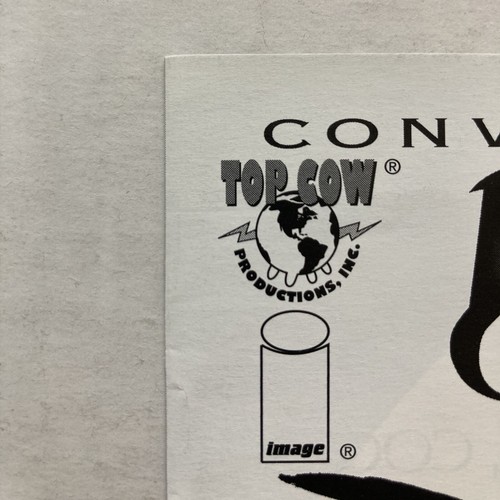 CONV
TOP COW ®
PRODUCTIONS, INC.
image ®